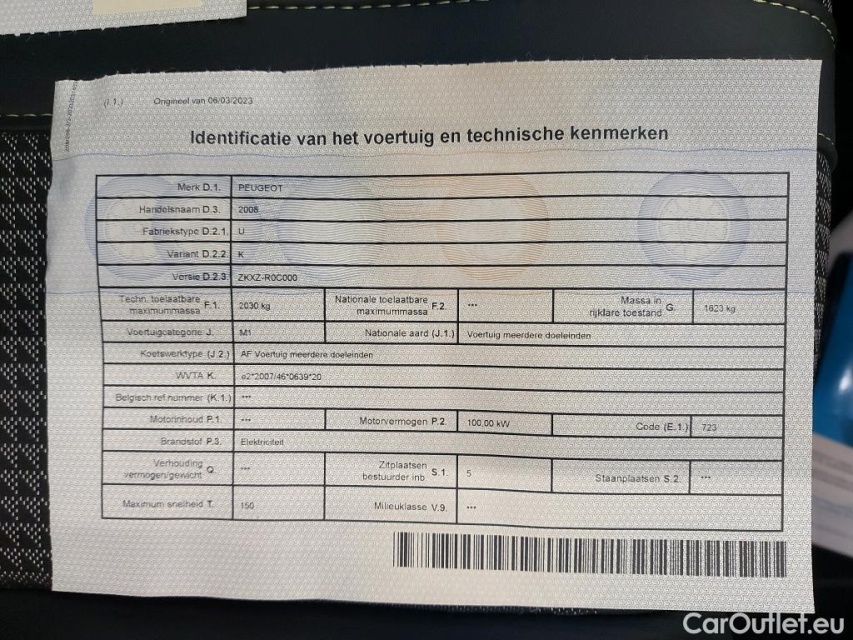 (I.1.) Origineel van 06/03/2023
Identificatie van het voertuig en technische kenmerken
Merk D.1. PEUGEOT
Handelsnaam D.3. 2008
Fabriekstype D.2.1. U
Variant D.2.2. K
Versie D.2.3. ZKXZ-R0C000
Techn. toelaatbare maximummassa F.1. 2030 kg Nationale toelaatbare maximummassa F.2. --- Massa in rijklare toestand G. 1623 kg
Voertuigcategorie J. M1 Nationale aard (J.1.) Voertuig meerdere doeleinden
Koetswerktype (J.2.) AF Voertuig meerdere doeleinden
WVTA K. e2*2007/46*0639*20
Belgisch ref.nummer (K.1.) ---
Motorinhoud P.1. --- Motorvermogen P.2. 100,00 kW Code (E.1.) 723
Brandstof P.3. Elektriciteit
Verhouding vermogen/gewicht Q. --- Zitplaatsen bestuurder inb S.1. 5 Staanplaatsen S.2. ---
Maximum snelheid T. 150 Milieuklasse V.9. ---
CarOutlet.eu